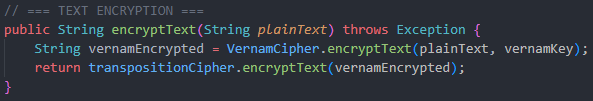 // === TEXT ENCRYPTION ===
public String encryptText(String plainText) throws Exception {
    String vernamEncrypted = VernamCipher.encryptText(plainText, vernamKey);
    return transpositionCipher.encryptText(vernamEncrypted);
}